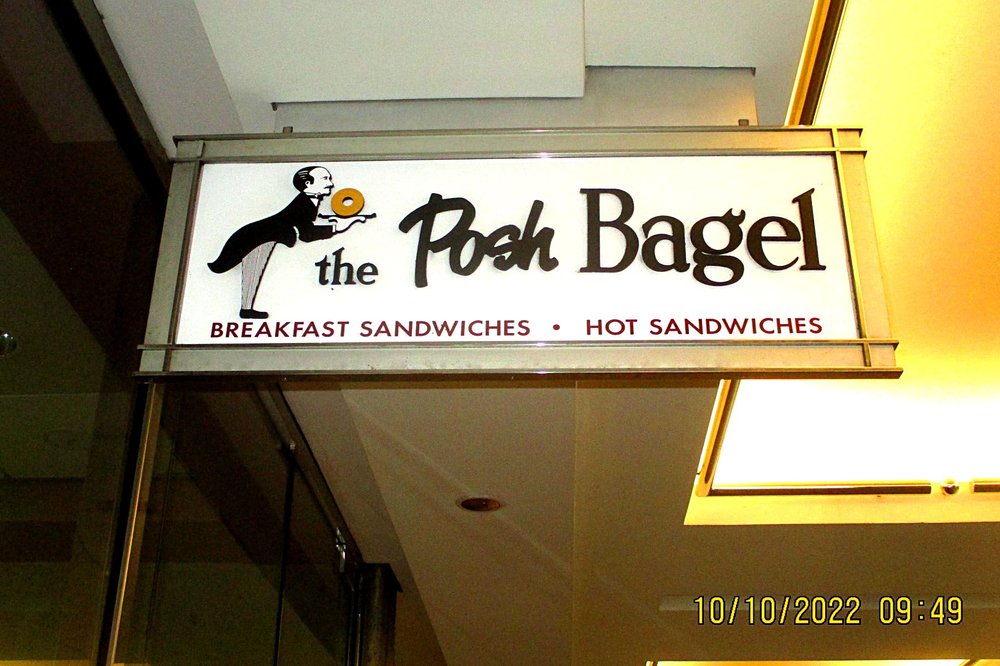 the Posh Bagel
BREAKFAST SANDWICHES • HOT SANDWICHES
10/10/2022 09:49